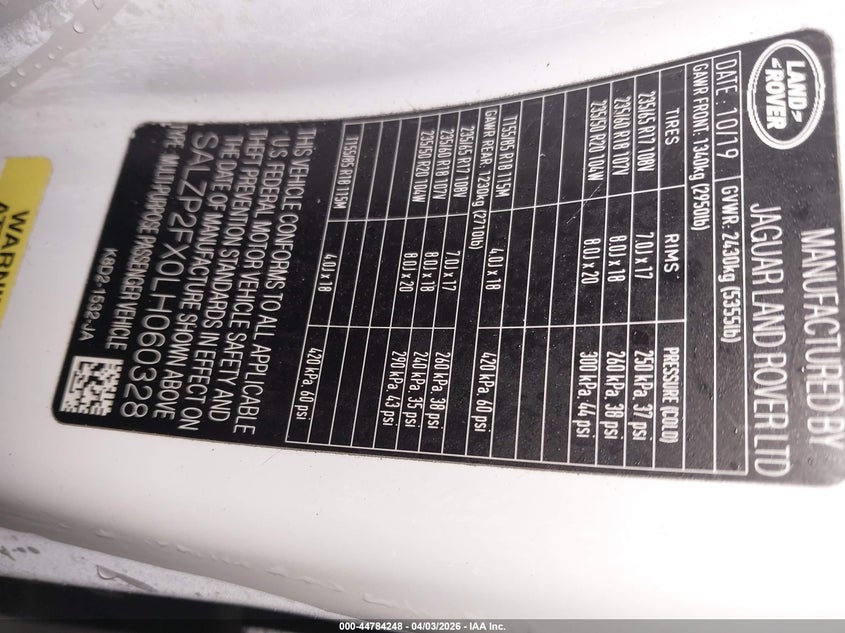 MANUFACTURED BY
JAGUAR LAND ROVER LTD
LAND
ROVER
DATE : 10/19 GVWR: 2430kg (5355lb)
GAWR FRONT: 1340kg (2950lb)
TIRES RIMS PRESSURE (COLD)
235/65 R17 108V 7.0J x 17 250 kPa, 37 psi
235/60 R18 107V 8.0J x 18 260 kPa, 38 psi
235/50 R20 104W 8.0J x 20 300 kPa, 44 psi
T155/85 R18 115M 4.0J x 18 420 kPa, 60 psi
GAWR REAR: 1230kg (2710lb)
235/65 R17 108V 7.0J x 17 260 kPa, 38 psi
235/60 R18 107V 8.0J x 18 240 kPa, 35 psi
235/50 R20 104W 8.0J x 20 290 kPa, 43 psi
T155/85 R18 115M 4.0J x 18 420 kPa, 60 psi
THIS VEHICLE CONFORMS TO ALL APPLICABLE
U.S. FEDERAL MOTOR VEHICLE SAFETY AND
THEFT PREVENTION STANDARDS IN EFFECT ON
THE DATE OF MANUFACTURE SHOWN ABOVE
SALZP2FX0LH060328
TYPE: MULTI-PURPOSE PASSENGER VEHICLE
K8D2-1532-JA
000-44784248 - 04/03/2026 - IAA Inc.